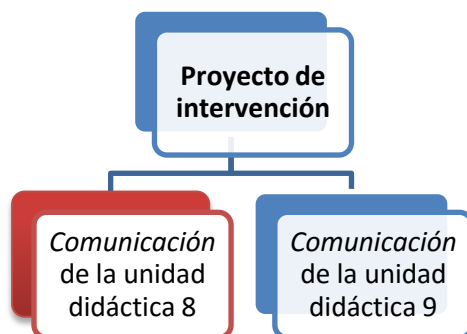 Proyecto de
intervención
Comunicación
de la unidad
didáctica 8
Comunicación
de la unidad
didáctica 9